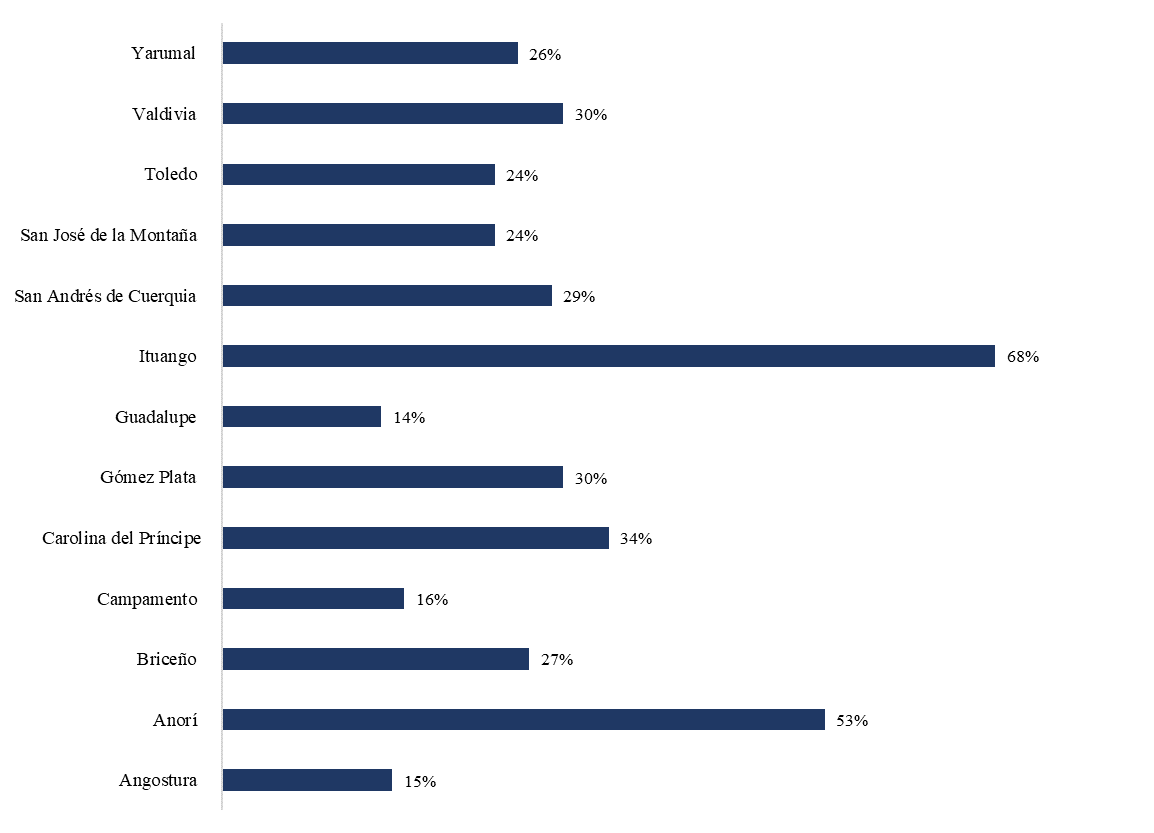 Yarumal 26%
Valdivia 30%
Toledo 24%
San José de la Montaña 24%
San Andrés de Cuerquia 29%
Ituango 68%
Guadalupe 14%
Gómez Plata 30%
Carolina del Príncipe 34%
Campamento 16%
Briceño 27%
Anorí 53%
Angostura 15%